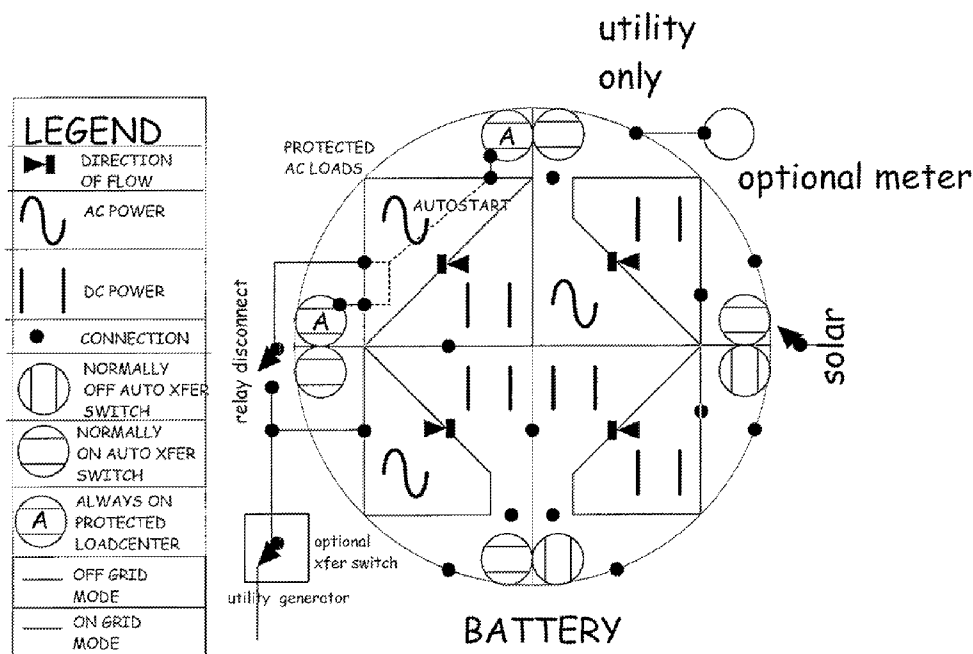 utility
only
LEGEND
DIRECTION
OF FLOW
AC POWER
DC POWER
CONNECTION
NORMALLY
OFF AUTO XFER
SWITCH
NORMALLY
ON AUTO XFER
SWITCH
A
ALWAYS ON
PROTECTED
LOADCENTER
OFF GRID
MODE
ON GRID
MODE
PROTECTED
AC LOADS
A
optional meter
AUTOSTART
A
relay disconnect
solar
optional
xfer switch
utility generator
BATTERY